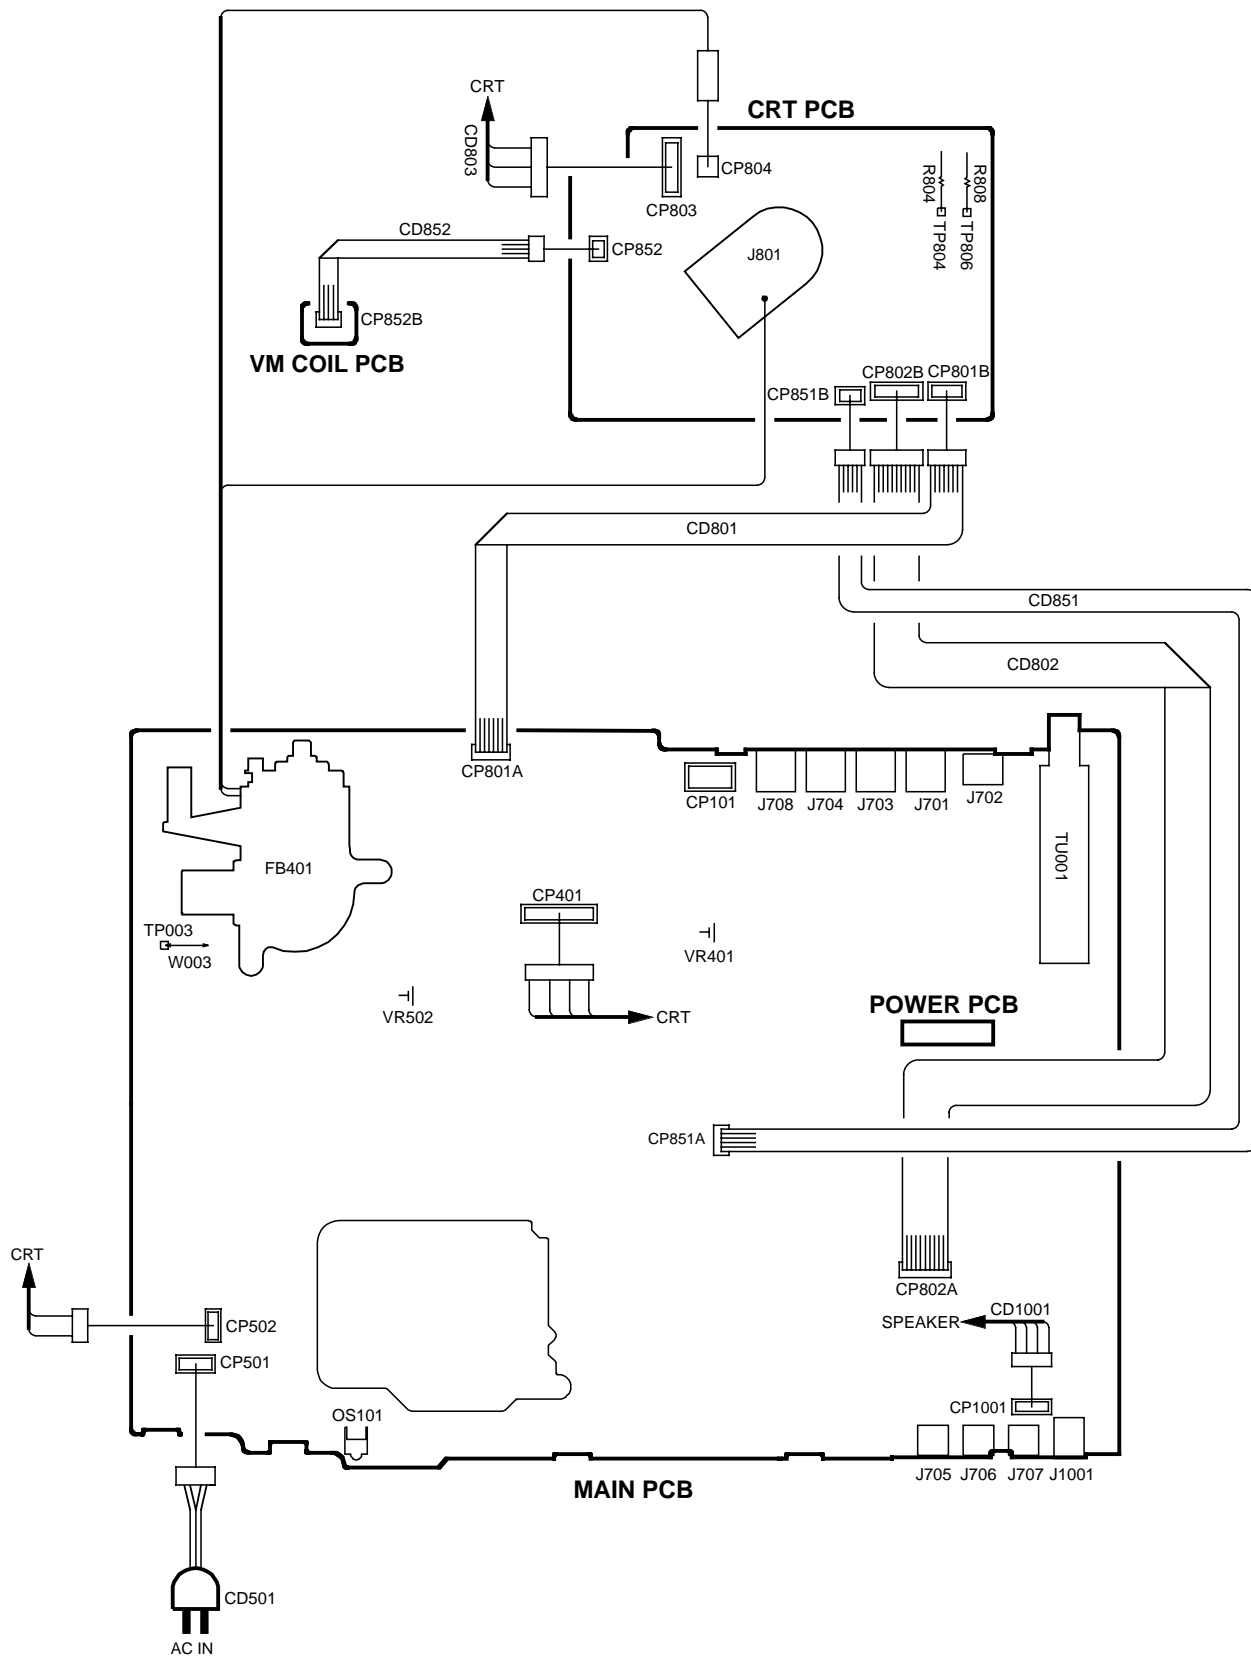 CRT
CRT PCB
CD803
CP804
R804
R808
CP803
TP804
TP806
CD852
CP852
J801
CP852B
VM COIL PCB
CP851B
CP802B
CP801B
CD801
CD851
CD802
CP801A
CP101
J708
J704
J703
J701
J702
TU001
FB401
CP401
TP003
W003
VR401
VR502
CRT
POWER PCB
CP851A
CRT
CP802A
CD1001
SPEAKER
CP502
CP501
CP1001
OS101
J705
J706
J707
J1001
MAIN PCB
CD501
AC IN